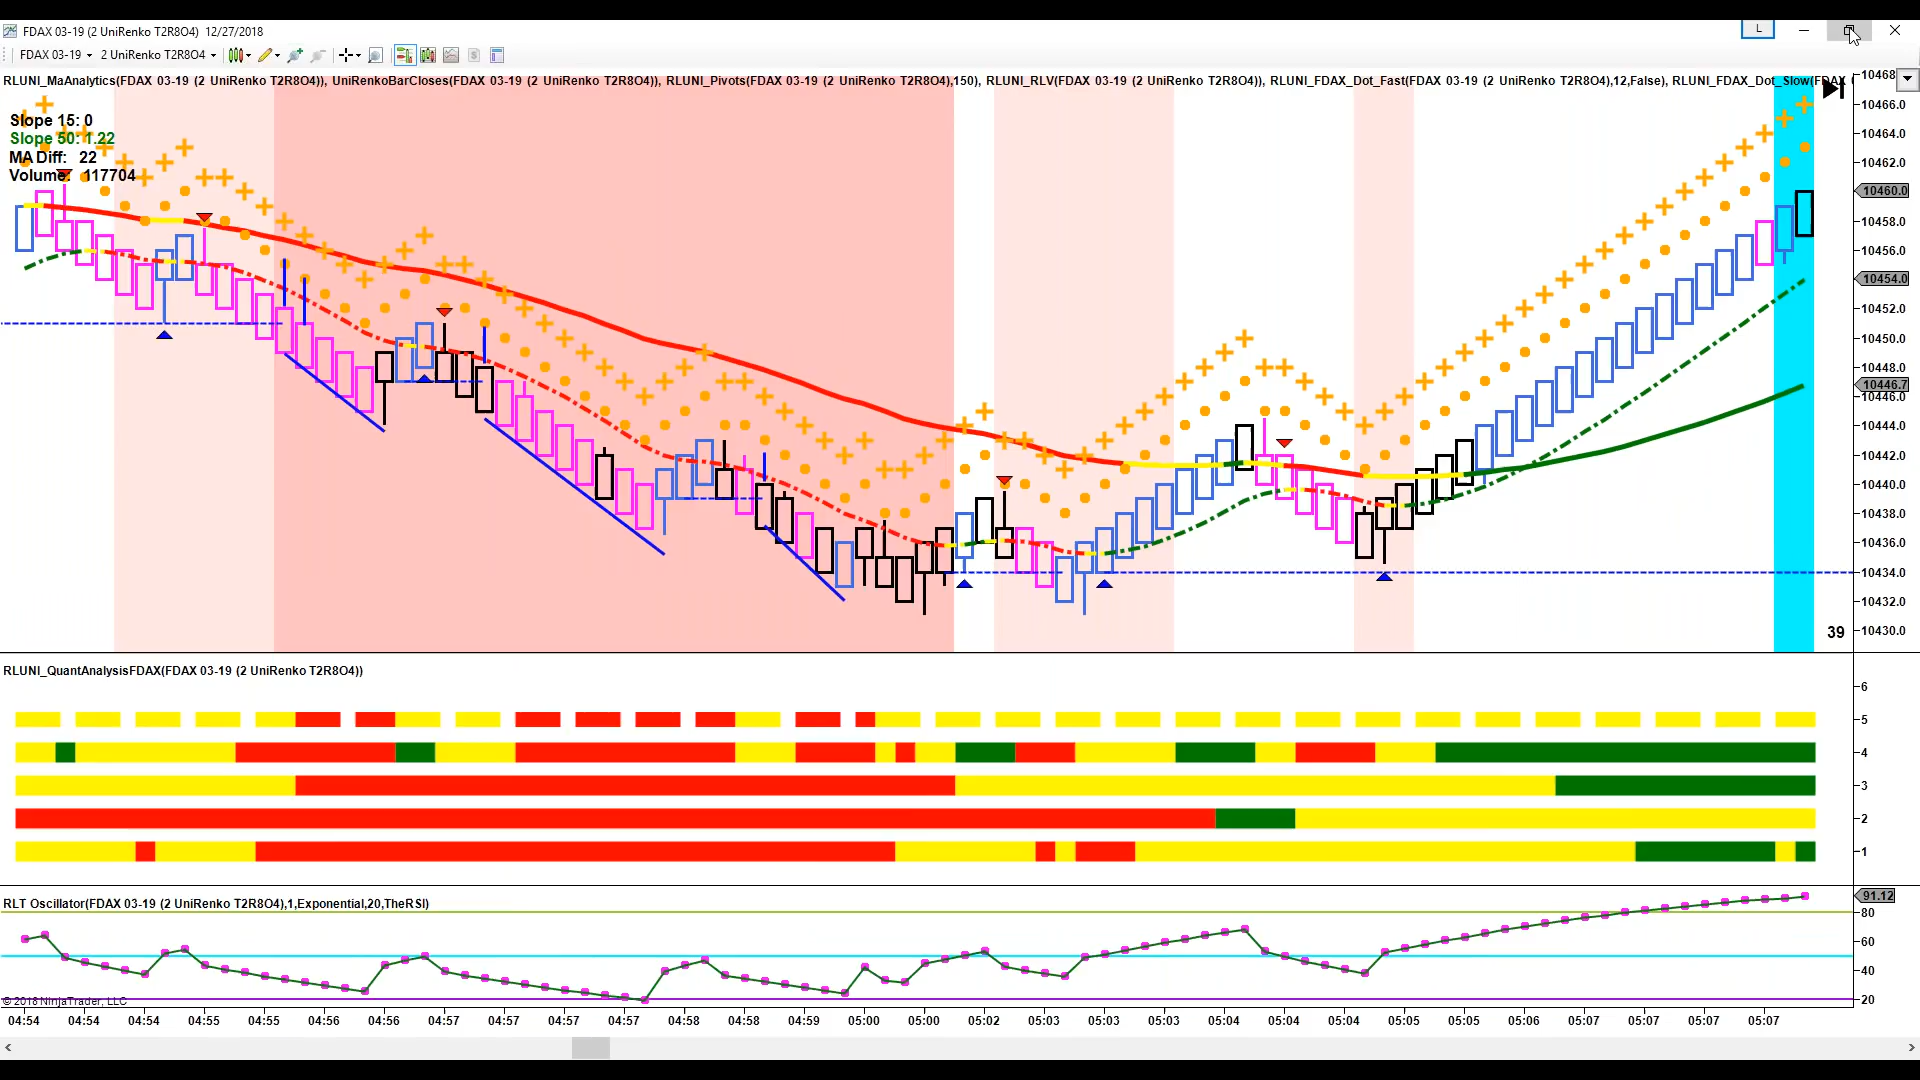 FDAX 03-19 (2 UniRenko T2R8O4)  12/27/2018
L
FDAX 03-19  2 UniRenko T2R8O4
RLUNI_MaAnalytics(FDAX 03-19 (2 UniRenko T2R8O4)), UniRenkoBarCloses(FDAX 03-19 (2 UniRenko T2R8O4)), RLUNI_Pivots(FDAX 03-19 (2 UniRenko T2R8O4),150), RLUNI_RLV(FDAX 03-19 (2 UniRenko T2R8O4)), RLUNI_FDAX_Dot_Fast(FDAX 03-19 (2 UniRenko T2R8O4),12,False), RLUNI_FDAX_Dot_Slow(FDAX
Slope 15: 0
Slope 50: 1.22
MA Diff: 22
Volume: 117704
10468
10466.0
10464.0
10462.0
10460.0
10458.0
10456.0
10454.0
10452.0
10450.0
10448.0
10446.7
10446.0
10444.0
10442.0
10440.0
10438.0
10436.0
10434.0
10432.0
10430.0
39
RLUNI_QuantAnalysisFDAX(FDAX 03-19 (2 UniRenko T2R8O4))
6
5
4
3
2
1
RLT Oscillator(FDAX 03-19 (2 UniRenko T2R8O4),1,Exponential,20,TheRSI)
91.12
80
60
40
20
© 2018 NinjaTrader, LLC
04:54 04:54 04:54 04:55 04:55 04:56 04:56 04:57 04:57 04:57 04:57 04:58 04:58 04:59 05:00 05:00 05:02 05:03 05:03 05:03 05:04 05:04 05:04 05:05 05:05 05:06 05:07 05:07 05:07 05:07